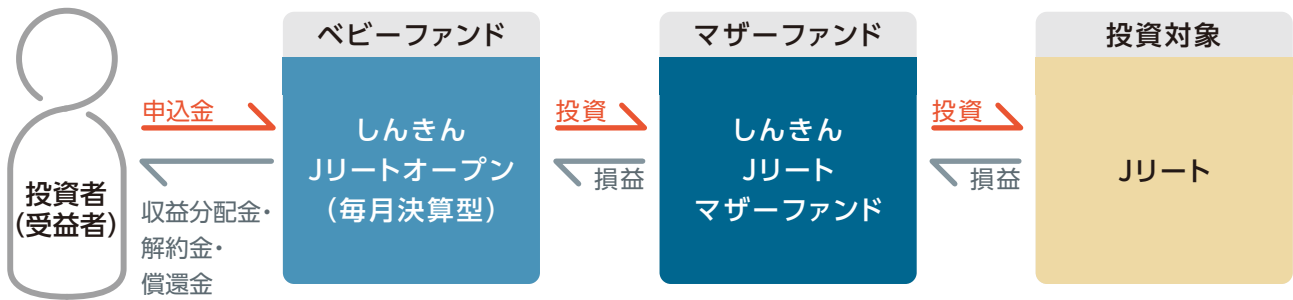 投資者
(受益者)
申込金
収益分配金・
解約金・
償還金
ベビーファンド
しんきん
Jリートオープン
(毎月決算型)
投資
損益
マザーファンド
しんきん
Jリート
マザーファンド
投資
損益
投資対象
Jリート